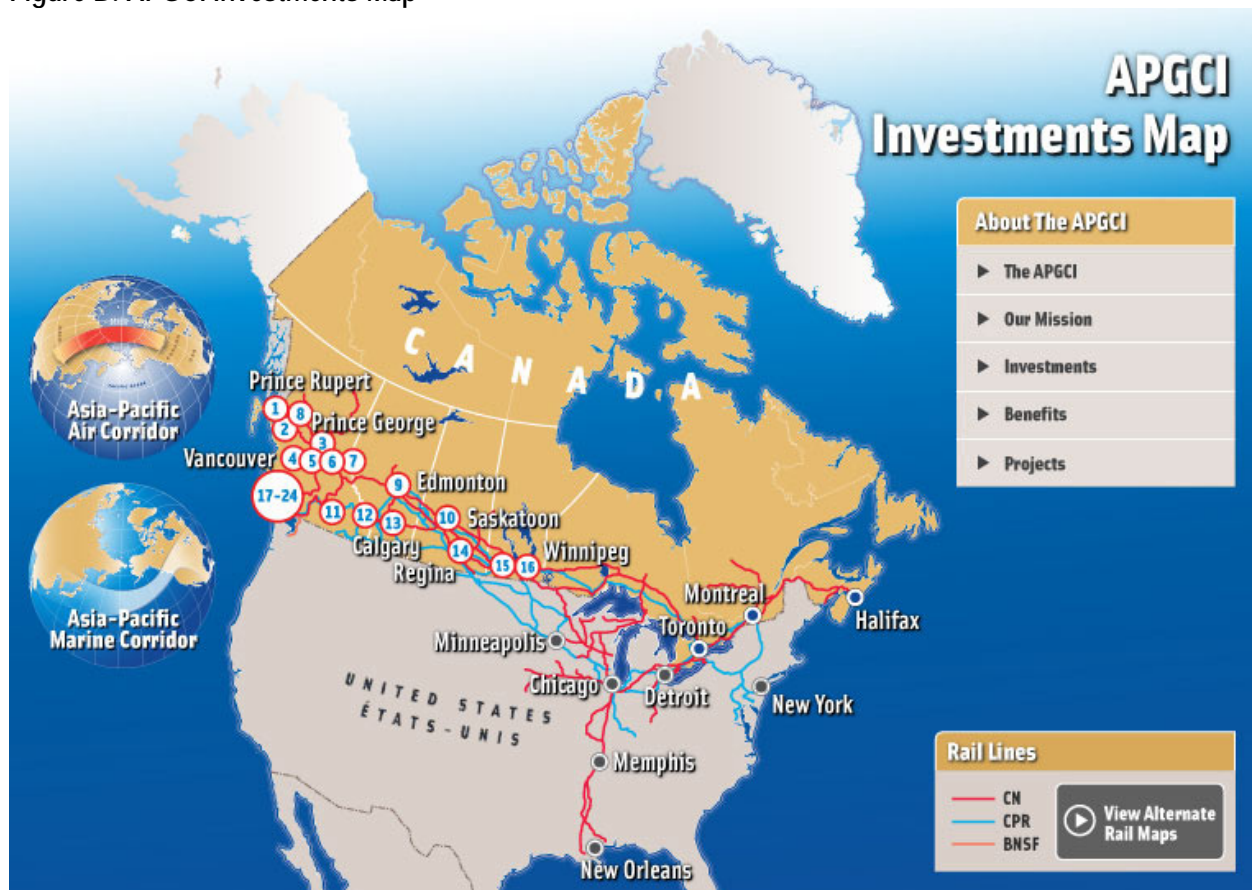 APGCI
Investments Map
About The APGCI
The APGCI
Our Mission
Investments
Benefits
Projects
CANADA
Asia-Pacific
Air Corridor
Asia-Pacific
Marine Corridor
Prince Rupert
1
8
2
Prince George
3
Vancouver
4
5
6
7
17-24
9
Edmonton
11
12
13
10
Saskatoon
Calgary
14
Regina
15
16
Winnipeg
Montreal
Toronto
Halifax
Minneapolis
Chicago
Detroit
New York
UNITED STATES
ÉTATS-UNIS
Memphis
New Orleans
Rail Lines
CN
CPR
BNSF
View Alternate
Rail Maps